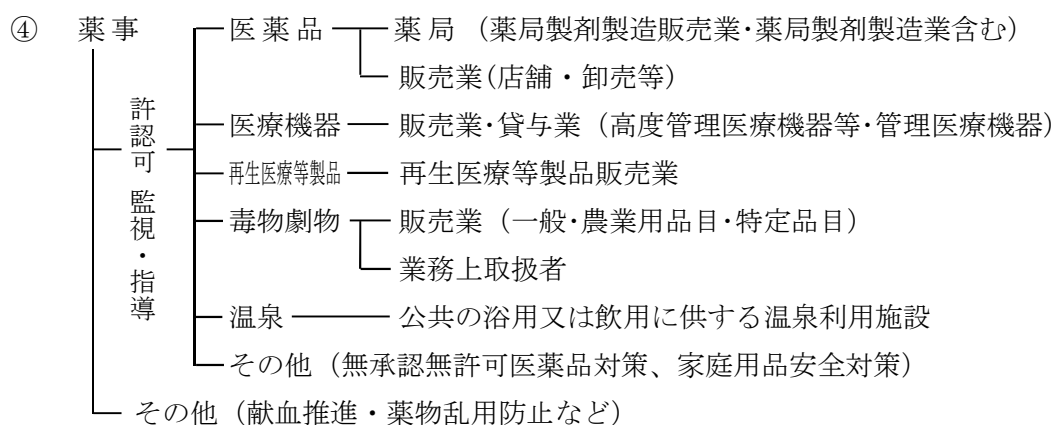 ④ 薬事 医薬品 薬局（薬局製剤製造販売業・薬局製剤製造業含む）
販売業（店舗・卸売等）
許認可 監視・指導
医療機器 販売業・貸与業（高度管理医療機器等・管理医療機器）
再生医療等製品 再生医療等製品販売業
毒物劇物 販売業（一般・農業用品目・特定品目）
業務上取扱者
温泉 公共の浴用又は飲用に供する温泉利用施設
その他（無承認無許可医薬品対策、家庭用品安全対策）
その他（献血推進・薬物乱用防止など）